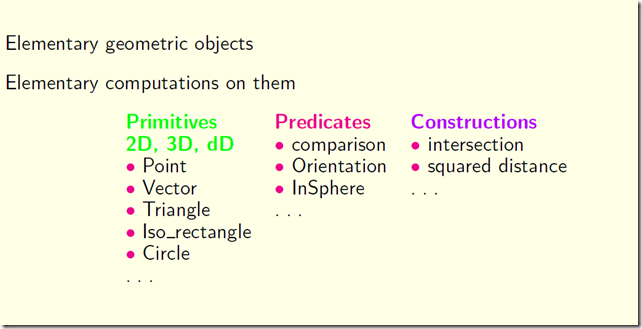 Elementary geometric objects
Elementary computations on them
Primitives
2D, 3D, dD
• Point
• Vector
• Triangle
• Iso_rectangle
• Circle
. . .
Predicates
• comparison
• Orientation
• InSphere
. . .
Constructions
• intersection
• squared distance
. . .